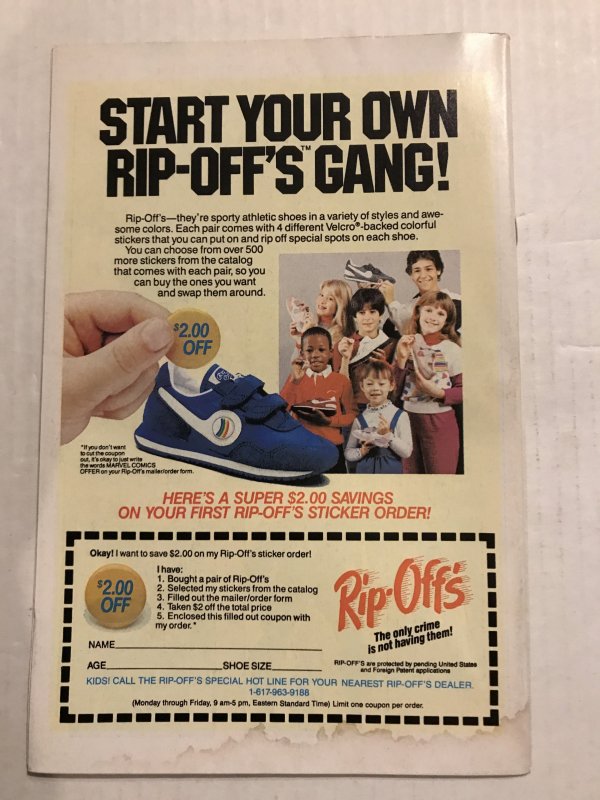 START YOUR OWN
RIP-OFF'S™ GANG!
Rip-Off's—they're sporty athletic shoes in a variety of styles and awe-
some colors. Each pair comes with 4 different Velcro®-backed colorful
stickers that you can put on and rip off special spots on each shoe.
You can choose from over 500
more stickers from the catalog
that comes with each pair, so you
can buy the ones you want
and swap them around.
$2.00
OFF
*If you don't want
to cut the coupon
out, it's okay to just write
the words MARVEL COMICS
OFFER on your Rip-Off's mailer/order form.
HERE'S A SUPER $2.00 SAVINGS
ON YOUR FIRST RIP-OFF'S STICKER ORDER!
Okay! I want to save $2.00 on my Rip-Off's sticker order!
$2.00
OFF
I have:
1. Bought a pair of Rip-Off's
2. Selected my stickers from the catalog
3. Filled out the mailer/order form
4. Taken $2 off the total price
5. Enclosed this filled out coupon with
my order.*
Rip-Offs
The only crime
is not having them!
NAME
AGE SHOE SIZE
RIP-OFF'S are protected by pending United States
and Foreign Patent applications
KIDS! CALL THE RIP-OFF'S SPECIAL HOT LINE FOR YOUR NEAREST RIP-OFF'S DEALER.
1-617-963-9188
(Monday through Friday, 9 am-5 pm, Eastern Standard Time) Limit one coupon per order.